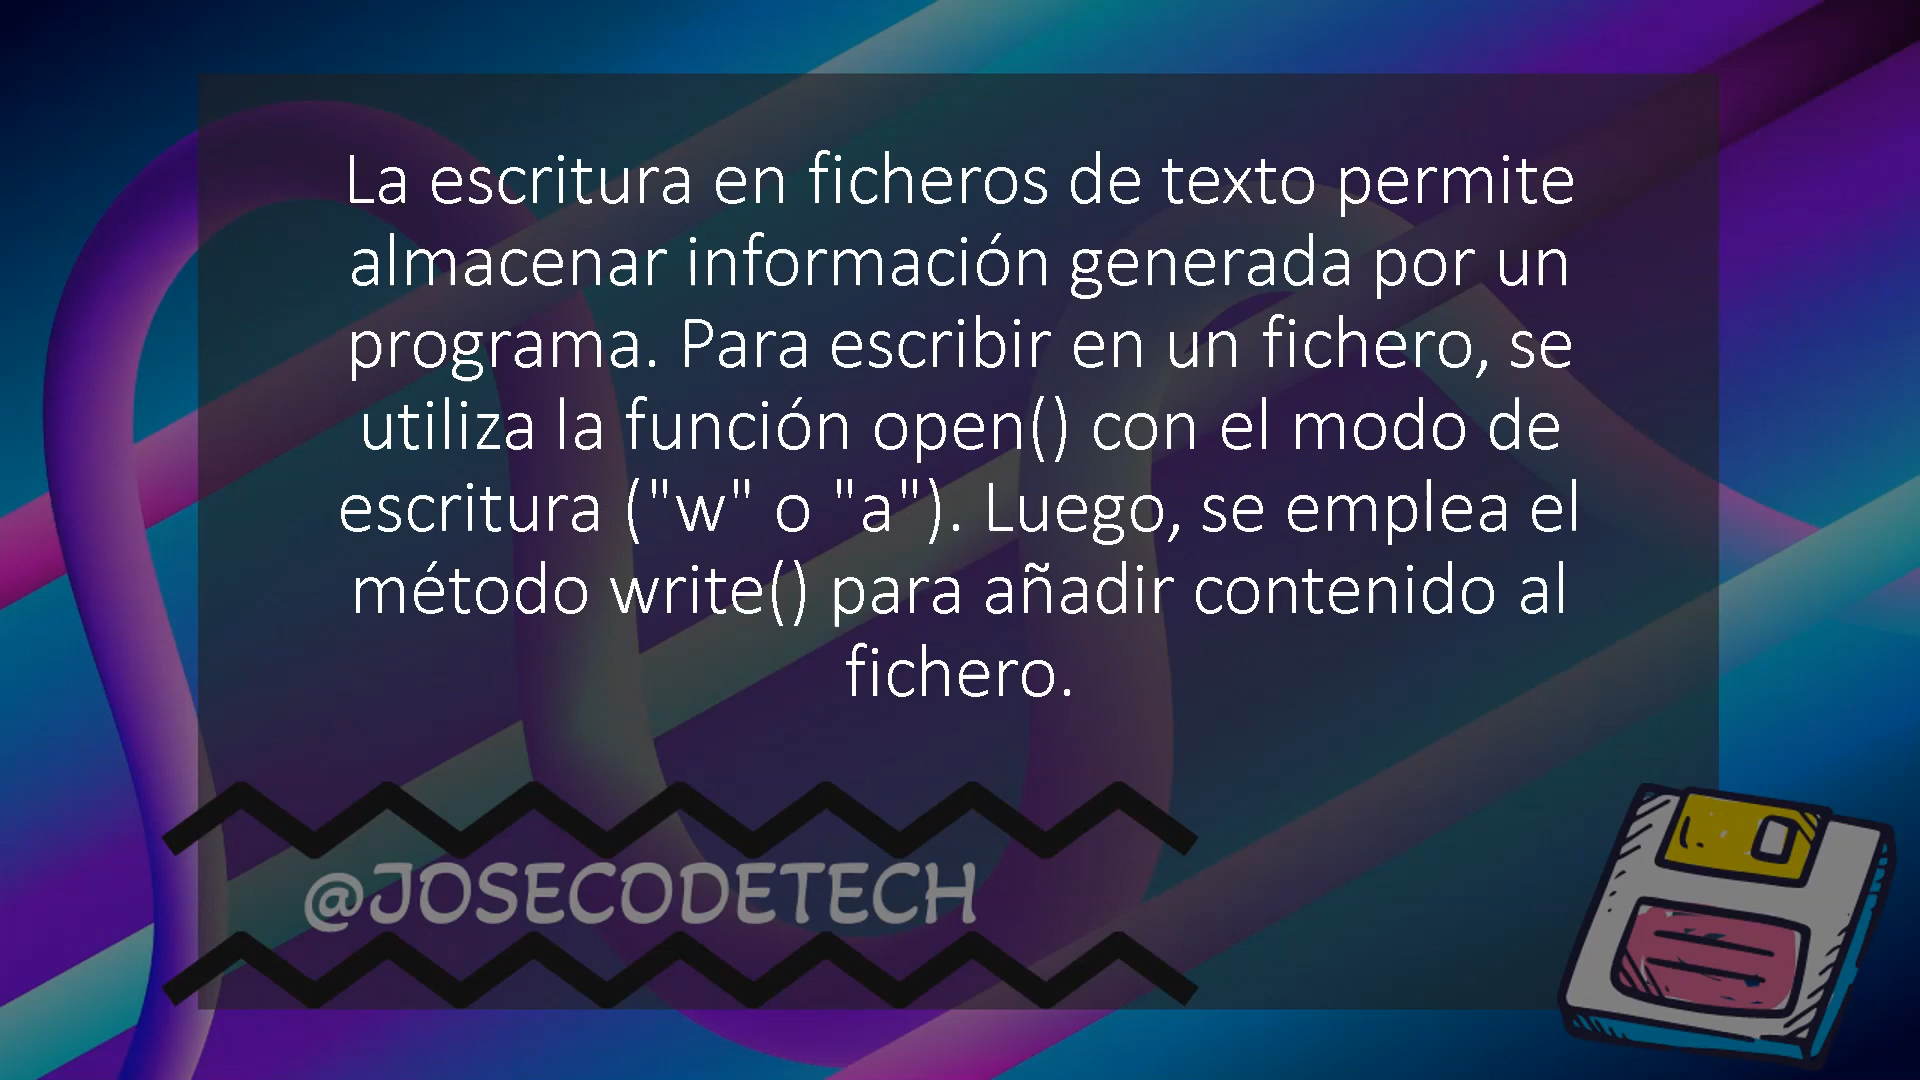 La escritura en ficheros de texto permite
almacenar información generada por un
programa. Para escribir en un fichero, se
utiliza la función open() con el modo de
escritura ("w" o "a"). Luego, se emplea el
método write() para añadir contenido al
fichero.
@JOSECODETECH